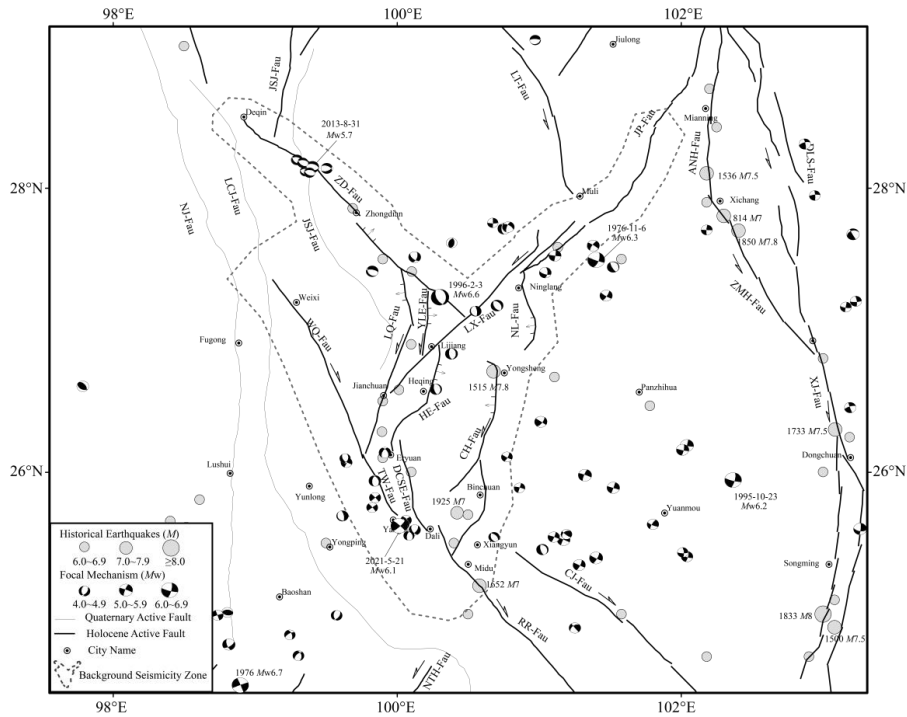 98°E 100°E 102°E
Jiulong
JSJ-Fau
LT-Fau
JP-Fau
Mianning
Deqin
2013-8-31
Mw5.7
ANH-Fau
DLS-Fau
1536 M7.5
28°N 28°N
LCJ-Fau
ZD-Fau
Muli
Xichang
NJ-Fau
JSJ-Fau
Zhongdian
814 M7
1976-11-6
Mw6.3
1850 M7.8
1996-2-3
Mw6.6
Ninglang
ZMH-Fau
Weixi
LQ-Fau
YLE-Fau
LX-Fau
NL-Fau
WQ-Fau
Fugong
Lijiang
Yongsheng
XJ-Fau
Jianchuan
Heqing
1515 M7.8
Panzhihua
HE-Fau
CH-Fau
1733 M7.5
Eryuan
Dongchuan
26°N 26°N
Lushui
TW-Fau
DCSE-Fau
Yunlong
Binchuan
1995-10-23
Mw6.2
1925 M7
Yuanmou
Ya
Dali
Yongping
Xiangyun
2021-5-21
Mw6.1
Midu
Songming
CJ-Fau
Baoshan
1652 M7
1833 M8
RR-Fau
1500 M7.5
NTH-Fau
1976 Mw6.7
Historical Earthquakes (M)
6.0~6.9 7.0~7.9 ≥8.0
Focal Mechanism (Mw)
4.0~4.9 5.0~5.9 6.0~6.9
Quaternary Active Fault
Holocene Active Fault
City Name
Background Seismicity Zone
98°E 100°E 102°E